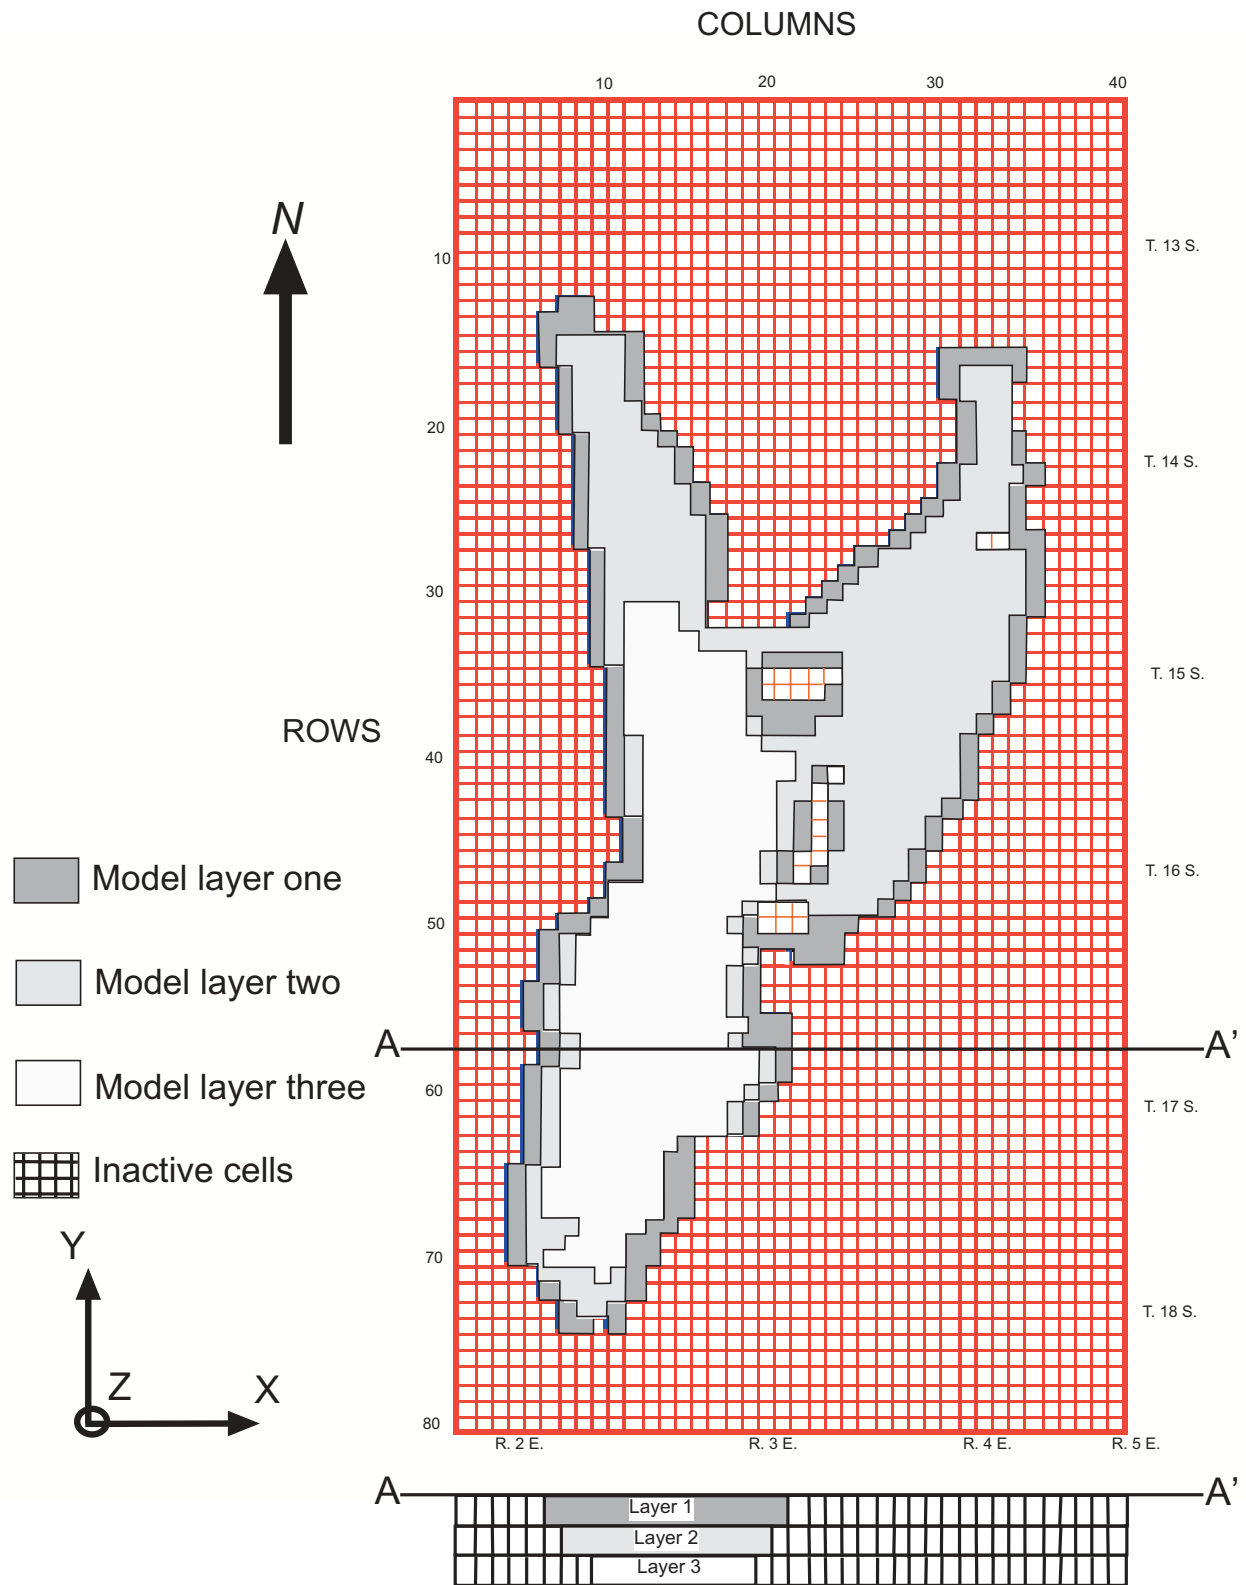 COLUMNS
10 20 30 40
N
10
T. 13 S.
20
T. 14 S.
30
T. 15 S.
ROWS
40
Model layer one
T. 16 S.
50
Model layer two
A A’
Model layer three
60
T. 17 S.
Inactive cells
Y
70
T. 18 S.
Z X
80
R. 2 E. R. 3 E. R. 4 E. R. 5 E.
A A’
Layer 1
Layer 2
Layer 3